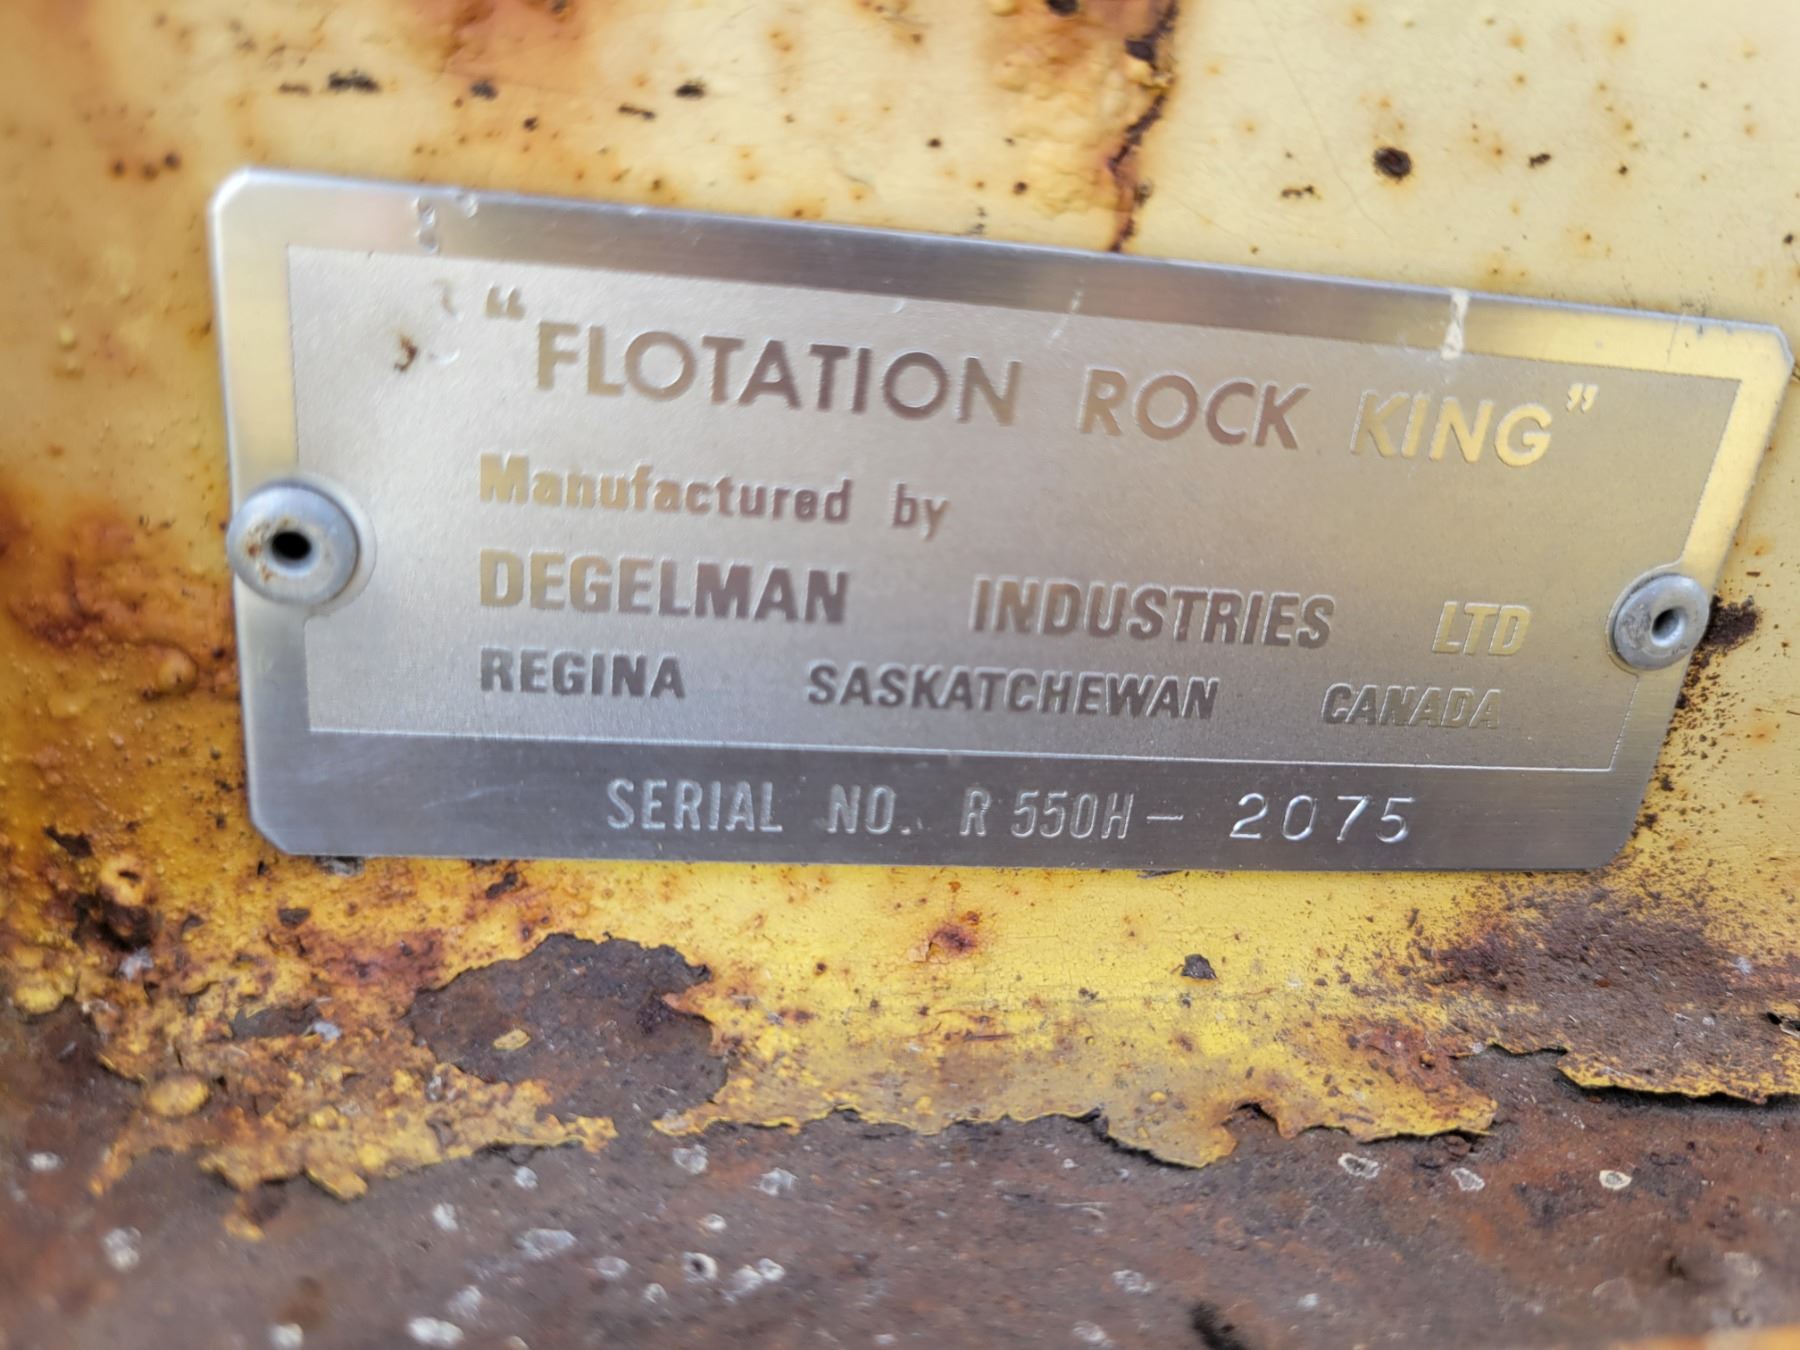 "FLOTATION ROCK KING"
Manufactured by
DEGELMAN INDUSTRIES LTD
REGINA SASKATCHEWAN CANADA
SERIAL NO. R 550H - 2075